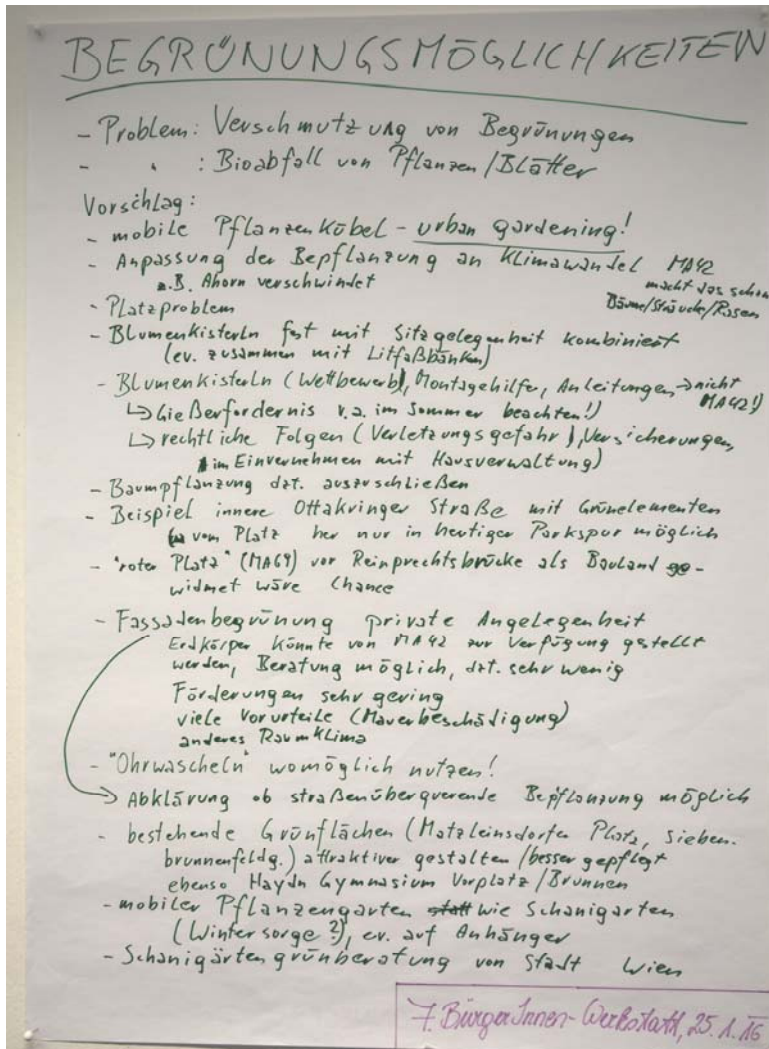 BEGRÜNUNGSMÖGLICHKEITEN
- Problem: Verschmutzung von Begrünungen
- " : Bioabfall von Pflanzen/Blätter
Vorschlag:
- mobile Pflanzenkübel - urban gardening!
- Anpassung der Bepflanzung an Klimawandel MA42
z.B. Ahorn verschwindet macht das schon
- Platzproblem Bäume/Sträucher/Rosen
- Blumenkisterln fest mit Sitzgelegenheit kombiniert
(ev. zusammen mit Litfaßbänken)
- Blumenkisterln (Wettbewerb), Montagehilfe, Anleitungen → nicht
MA42!)
↳ Gießerfordernis v.a. im Sommer beachten!)
↳ rechtliche Folgen (Verletzungsgefahr), Versicherungen,
im Einvernehmen mit Hausverwaltung)
- Baumpflanzung dzt. auszuschließen
- Beispiel innere Ottakringer Straße mit Grünelementen
vom Platz her nur in heutiger Parkspur möglich
- "roter Platz" (MA69) vor Reinprechtsbrücke als Bauland ge-
widmet wäre Chance
- Fassadenbegrünung private Angelegenheit
Erdkörper könnte von MA42 zur Verfügung gestellt
werden, Beratung möglich, dzt. sehr wenig
Förderungen sehr gering
viele Vorurteile (Mauerbeschädigung)
anderes Raumklima
- "Ohrwascheln" womöglich nutzen!
→ Abklärung ob straßenüberquerende Bepflanzung möglich
- bestehende Grünflächen (Matzleinsdorfer Platz, Sieben-
brunnenfeldg.) attraktiver gestalten/besser gepflegt
ebenso Haydn Gymnasium Vorplatz/Brunnen
- mobiler Pflanzengarten statt wie Schanigarten
(Wintersorge?), ev. auf Anhänger
- Schanigärtengrünberatung von Stadt Wien
7. BürgerInnen-Werkstatt, 25.1.16